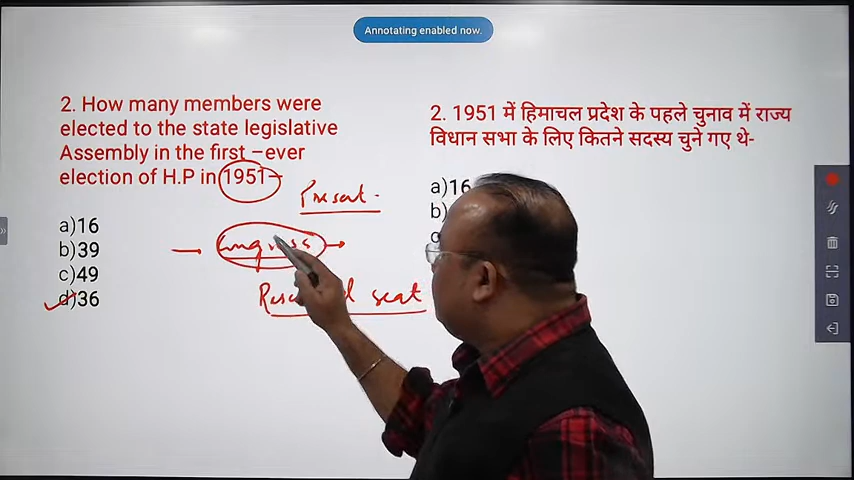 Annotating enabled now.
2. How many members were
elected to the state legislative
Assembly in the first –ever
election of H.P in 1951–
a)16
b)39
c)49
d)36
Present
Congress
seat
2. 1951 में हिमाचल प्रदेश के पहले चुनाव में राज्य
विधान सभा के लिए कितने सदस्य चुने गए थे-
a)16
b)